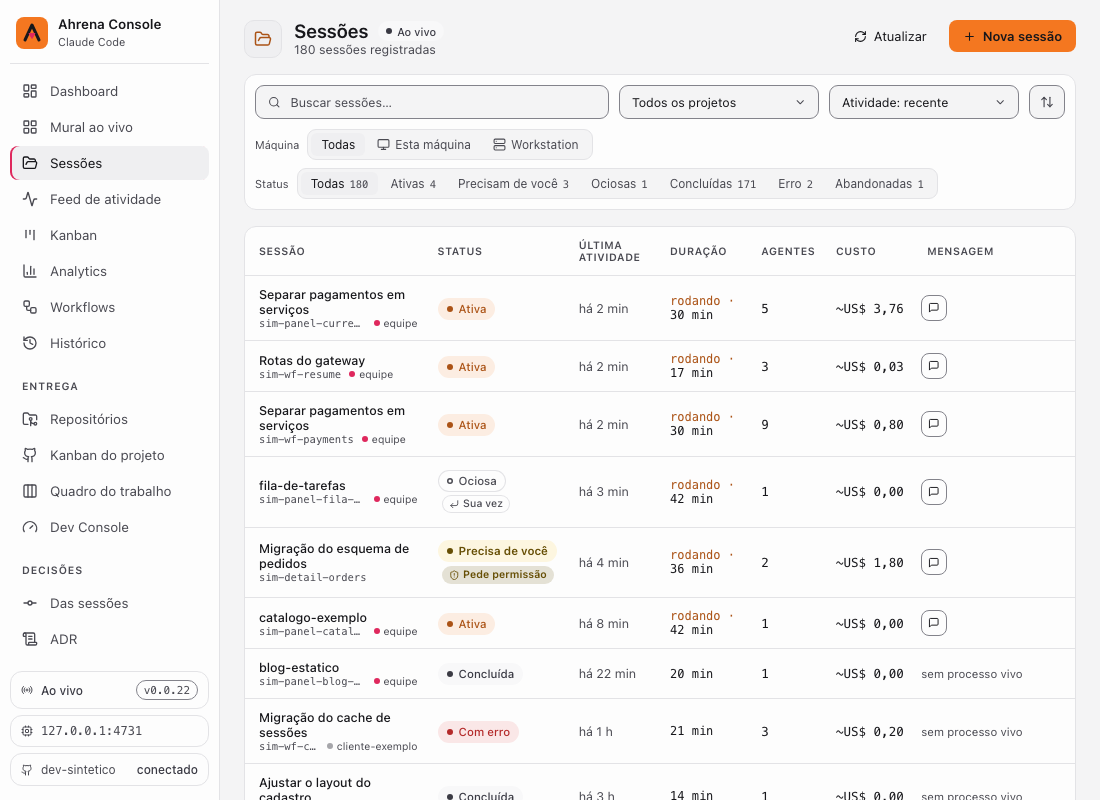 Ahrena Console
Claude Code
Dashboard
Mural ao vivo
Sessões
Feed de atividade
Kanban
Analytics
Workflows
Histórico
ENTREGA
Repositórios
Kanban do projeto
Quadro do trabalho
Dev Console
DECISÕES
Das sessões
ADR
Ao vivo v0.0.22
127.0.0.1:4731
dev-sintetico conectado
Sessões Ao vivo
180 sessões registradas
Atualizar
Nova sessão
Buscar sessões…
Todos os projetos
Atividade: recente
Máquina Todas Esta máquina Workstation
Status Todas 180 Ativas 4 Precisam de você 3 Ociosas 1 Concluídas 171 Erro 2 Abandonadas 1
SESSÃO STATUS ÚLTIMA ATIVIDADE DURAÇÃO AGENTES CUSTO MENSAGEM
Separar pagamentos em
serviços
sim-panel-curre… equipe
Ativa
há 2 min
rodando ·
30 min
5
~US$ 3,76
Rotas do gateway
sim-wf-resume equipe
Ativa
há 2 min
rodando ·
17 min
3
~US$ 0,03
Separar pagamentos em
serviços
sim-wf-payments equipe
Ativa
há 2 min
rodando ·
30 min
9
~US$ 0,80
fila-de-tarefas
sim-panel-fila-… equipe
Ociosa
Sua vez
há 3 min
rodando ·
42 min
1
~US$ 0,00
Migração do esquema de
pedidos
sim-detail-orders
Precisa de você
Pede permissão
há 4 min
rodando ·
36 min
2
~US$ 1,80
catalogo-exemplo
sim-panel-catal… equipe
Ativa
há 8 min
rodando ·
42 min
1
~US$ 0,00
blog-estatico
sim-panel-blog-… equipe
Concluída
há 22 min
20 min
1
~US$ 0,00
sem processo vivo
Migração do cache de
sessões
sim-wf-c… cliente-exemplo
Com erro
há 1 h
21 min
3
~US$ 0,20
sem processo vivo
Ajustar o layout do
cadastro
Concluída
há 3 h
14 min
1
~US$ 0,00
sem processo vivo